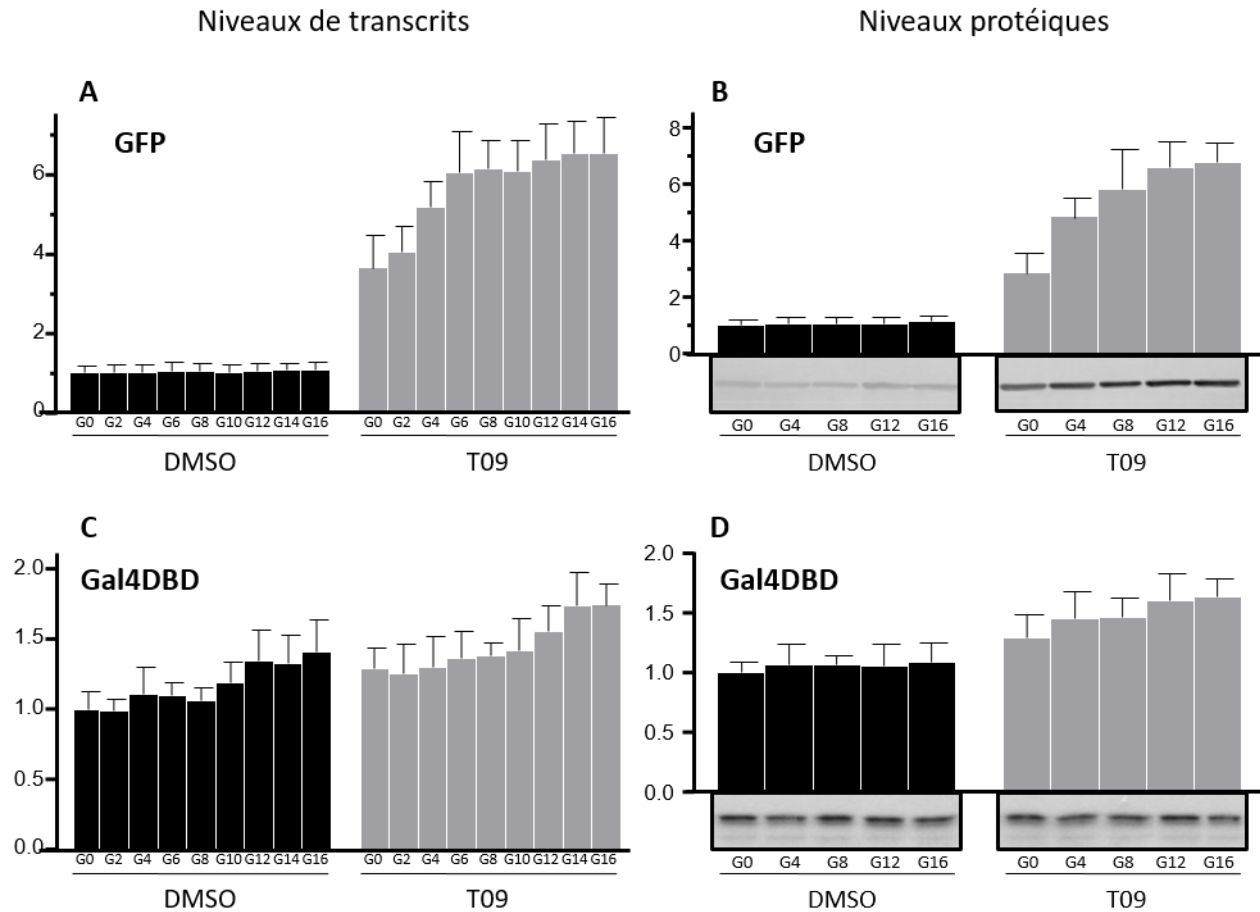 Niveaux de transcrits
Niveaux protéiques
A
GFP
6
4
2
0
G0 G2 G4 G6 G8 G10 G12 G14 G16 G0 G2 G4 G6 G8 G10 G12 G14 G16
DMSO T09
B
GFP
8
6
4
2
0
G0 G4 G8 G12 G16 G0 G4 G8 G12 G16
DMSO T09
C
Gal4DBD
2.0
1.5
1.0
0.5
0.0
G0 G2 G4 G6 G8 G10 G12 G14 G16 G0 G2 G4 G6 G8 G10 G12 G14 G16
DMSO T09
D
Gal4DBD
2.0
1.5
1.0
0.5
0.0
G0 G4 G8 G12 G16 G0 G4 G8 G12 G16
DMSO T09